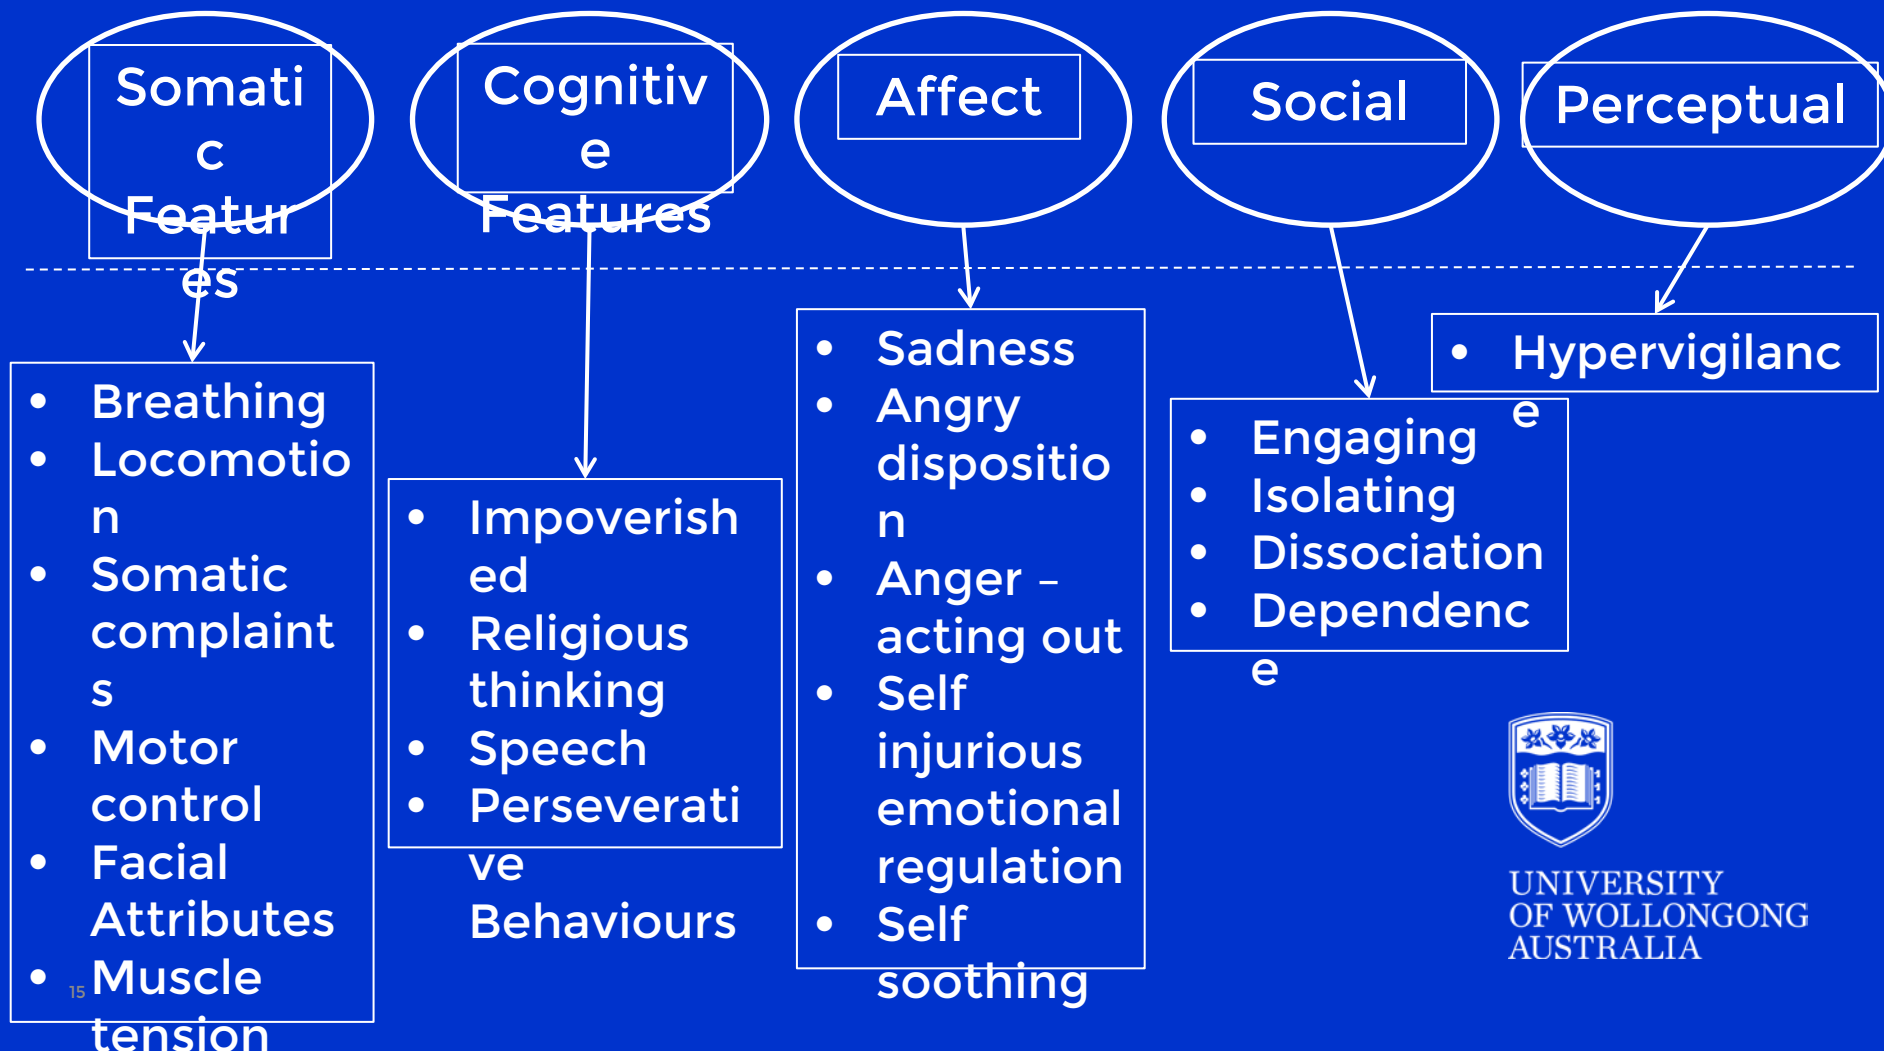 Somati
c
Featur
es
Cognitiv
e
Features
Affect
Social
Perceptual
• Breathing
• Locomotio
n
• Somatic
complaint
s
• Motor
control
• Facial
Attributes
• Muscle
tension
• Impoverish
ed
• Religious
thinking
• Speech
• Perseverati
ve
Behaviours
• Sadness
• Angry
dispositio
n
• Anger –
acting out
• Self
injurious
emotional
regulation
• Self
soothing
• Engaging
• Isolating
• Dissociation
• Dependenc
e
• Hypervigilanc
e
UNIVERSITY
OF WOLLONGONG
AUSTRALIA
15